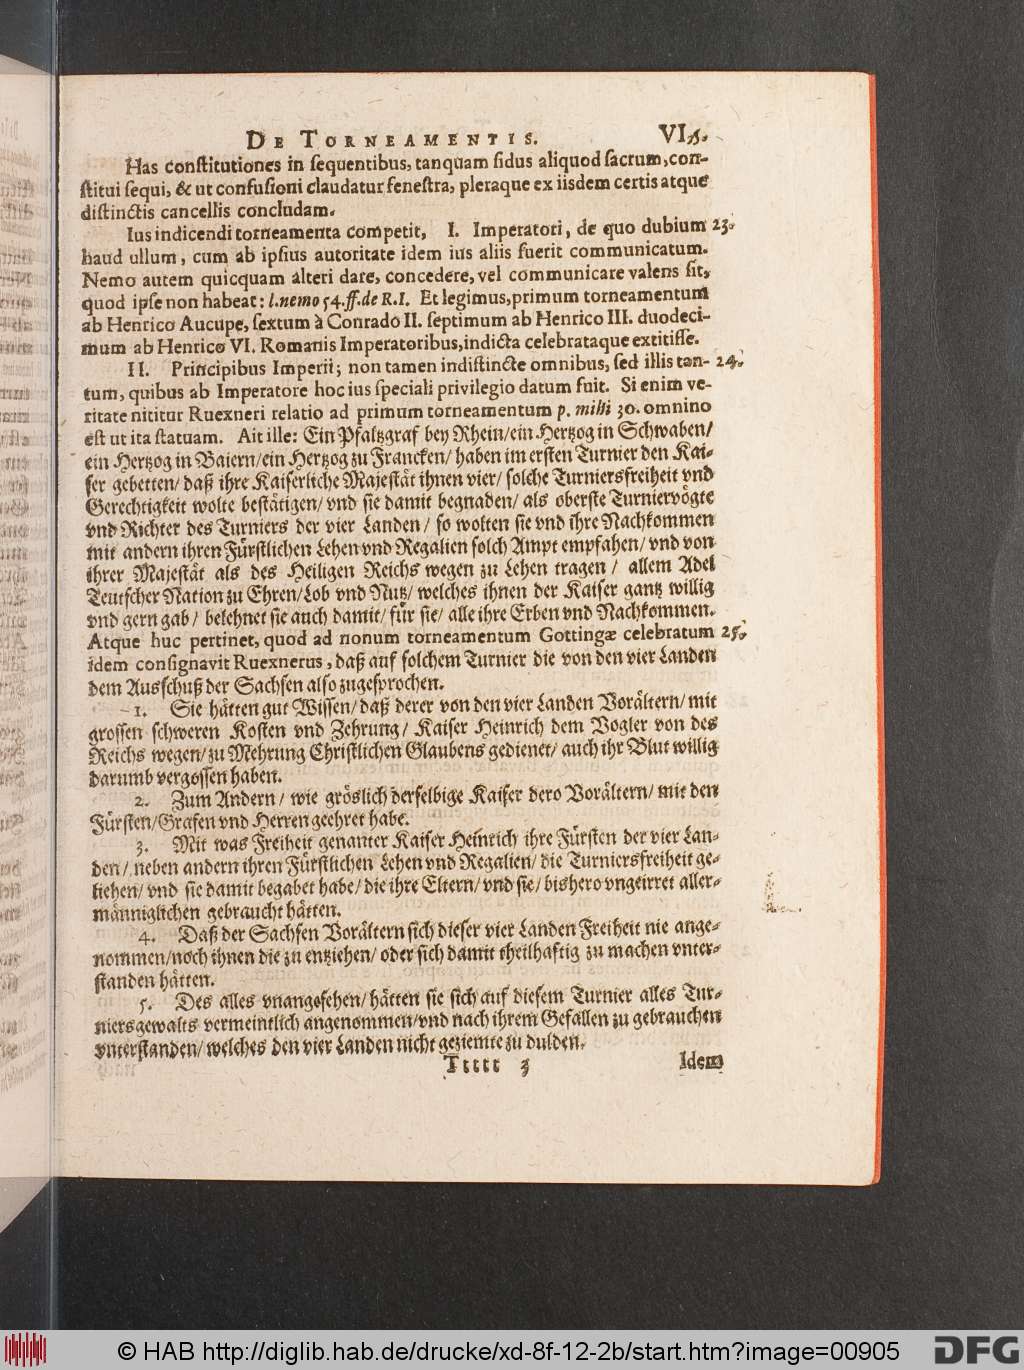 DE TORNEAMENTIS. VI.5.
Has constitutiones in sequentibus, tanquam sidus aliquod sacrum, con-
stitui sequi, & ut confusioni claudatur fenestra, pleraque ex iisdem certis atque
distinctis cancellis concludam.
Ius indicendi torneamenta competit, I. Imperatori, de quo dubium 23.
haud ullum, cum ab ipsius autoritate idem ius aliis fuerit communicatum.
Nemo autem quicquam alteri dare, concedere, vel communicare valens sit,
quod ipse non habeat: l. nemo 54. ff. de R. I. Et legimus, primum torneamentum
ab Henrico Aucupe, sextum à Conrado II. septimum ab Henrico III. duodeci-
mum ab Henrico VI. Romanis Imperatoribus, indicta celebrataque extitisse.
II. Principibus Imperii; non tamen indistincte omnibus, sed illis tan- 24.
tum, quibus ab Imperatore hoc ius speciali privilegio datum fuit. Si enim ve-
ritate nititur Ruexneri relatio ad primum torneamentum p. mihi 30. omnino
est ut ita statuam. Ait ille: Ein Pfaltzgraf bey Rhein/ ein Hertzog in Schwaben/
ein Hertzog in Baiern/ ein Hertzog zu Francken/ haben im ersten Turnier den Kai-
ser gebetten/ daß ihre Kaiserliche Majestät ihnen vier/ solche Turniersfreiheit vnd
Gerechtigkeit wolte bestätigen/ vnd sie damit begnaden/ als oberste Turniervögte
vnd Richter des Turniers der vier Landen/ so wolten sie vnd ihre Nachkommen
mit andern ihren Fürstlichen Lehen vnd Regalien solch Ampt empfahen/ vnd von
ihrer Majestät als des Heiligen Reichs wegen zu Lehen tragen/ allem Adel
Teutscher Nation zu Ehren/ Lob vnd Nutz/ welches ihnen der Kaiser gantz willig
vnd gern gab/ belehnet sie auch damit/ für sie/ alle ihre Erben vnd Nachkommen.
Atque huc pertinet, quod ad nonum torneamentum Gottingæ celebratum 25.
idem consignavit Ruexnerus, daß auf solchem Turnier die von den vier Landen
dem Ausschuß der Sachsen also zugesprochen.
1. Sie hätten gut Wissen/ daß derer von den vier Landen Vorältern/ mit
grossen schweren Kosten vnd Zehrung/ Kaiser Heinrich dem Vogler von des
Reichs wegen/ zu Mehrung Christlichen Glaubens gedienet/ auch ihr Blut willig
darumb vergossen haben.
2. Zum Andern/ wie gröslich derselbige Kaiser dero Vorältern/ mit den
Fürsten/ Grafen vnd Herren geehret habe.
3. Mit was Freiheit genanter Kaiser Heinrich ihre Fürsten der vier Lan-
den/ neben andern ihren Fürstlichen Lehen vnd Regalien/ die Turniersfreiheit ge-
liehen/ vnd sie damit begabet habe/ die ihre Eltern/ vnd sie/ bishero vngeirret aller-
männiglichen gebraucht hätten.
4. Daß der Sachsen Vorältern sich dieser vier Landen Freiheit nie ange-
nommen/ noch ihnen die zu entziehen/ oder sich damit theilhaftig zu machen vnter-
standen hätten.
5. Des alles vnangesehen/ hätten sie sich auf diesem Turnier alles Tur-
niersgewalts vermeintlich angenommen/ vnd nach ihrem Gefallen zu gebrauchen
vnterstanden/ welches den vier Landen nicht geziemte zu dulden.
Ttttt 3 Idem
© HAB http://diglib.hab.de/drucke/xd-8f-12-2b/start.htm?image=00905 DFG